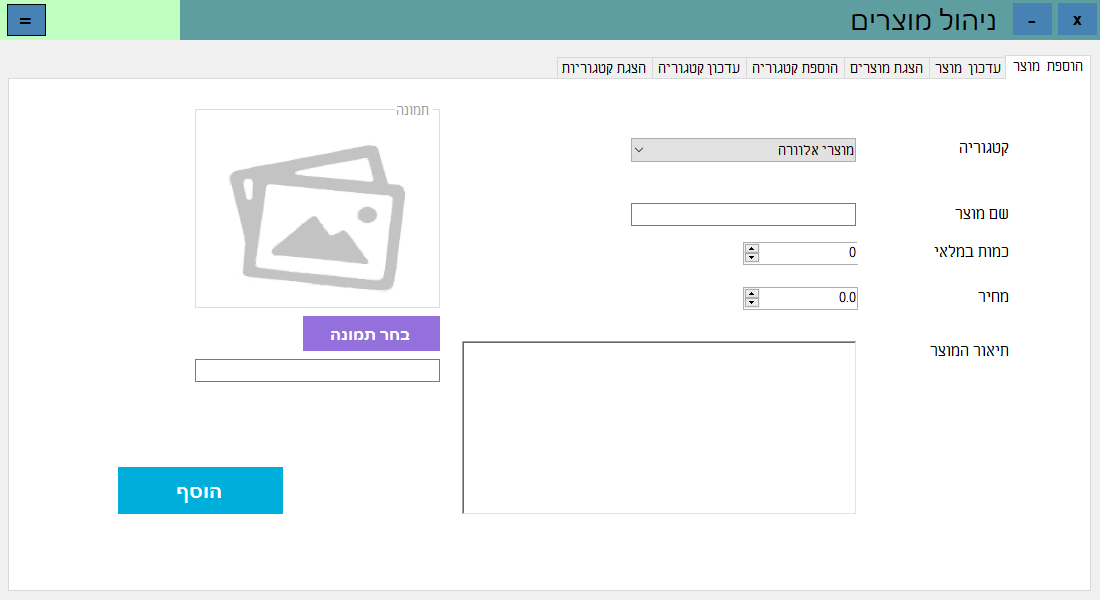 ניהול מוצרים
- x
=
הוספת מוצר
עדכון מוצר
הצגת מוצרים
הוספת קטגוריה
עדכון קטגוריה
הצגת קטגוריות
קטגוריה
מוצרי אלוורה
שם מוצר
כמות במלאי
0
מחיר
0.0
תיאור המוצר
תמונה
בחר תמונה
הוסף